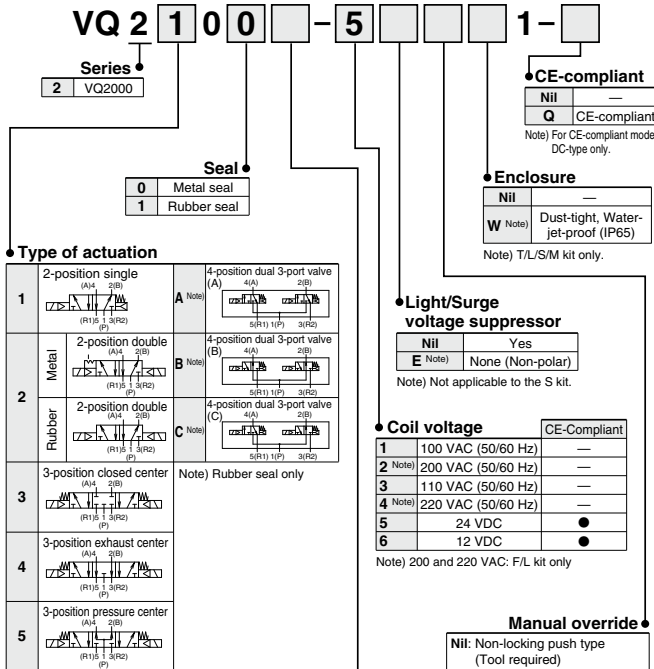 VQ 2 1 0 0 – 5 1 –
Series
2 VQ2000
CE-compliant
Nil —
Q CE-compliant
Note) For CE-compliant mode
DC-type only.
Seal
0 Metal seal
1 Rubber seal
Enclosure
Nil —
W Note) Dust-tight, Water-
jet-proof (IP65)
Note) T/L/S/M kit only.
Type of actuation
1 2-position single
(A)4 2(B)
(R1)5 1 3(R2)
(P)
2 Metal 2-position double
(A)4 2(B)
(R1)5 1 3(R2)
(P)
Rubber 2-position double
(A)4 2(B)
(R1)5 1 3(R2)
(P)
3 3-position closed center
(A)4 2(B)
(R1)5 1 3(R2)
(P)
4 3-position exhaust center
(A)4 2(B)
(R1)5 1 3(R2)
(P)
5 3-position pressure center
(A)4 2(B)
(R1)5 1 3(R2)
(P)
A Note) 4-position dual 3-port valve
(A) 4(A) 2(B)
5(R1) 1(P) 3(R2)
B Note) 4-position dual 3-port valve
(B) 4(A) 2(B)
5(R1) 1(P) 3(R2)
C Note) 4-position dual 3-port valve
(C) 4(A) 2(B)
5(R1) 1(P) 3(R2)
Note) Rubber seal only
Light/Surge
voltage suppressor
Nil Yes
E Note) None (Non-polar)
Note) Not applicable to the S kit.
Coil voltage CE-Compliant
1 100 VAC (50/60 Hz) —
2 Note) 200 VAC (50/60 Hz) —
3 110 VAC (50/60 Hz) —
4 Note) 220 VAC (50/60 Hz) —
5 24 VDC ●
6 12 VDC ●
Note) 200 and 220 VAC: F/L kit only
Manual override
Nil: Non-locking push type
(Tool required)